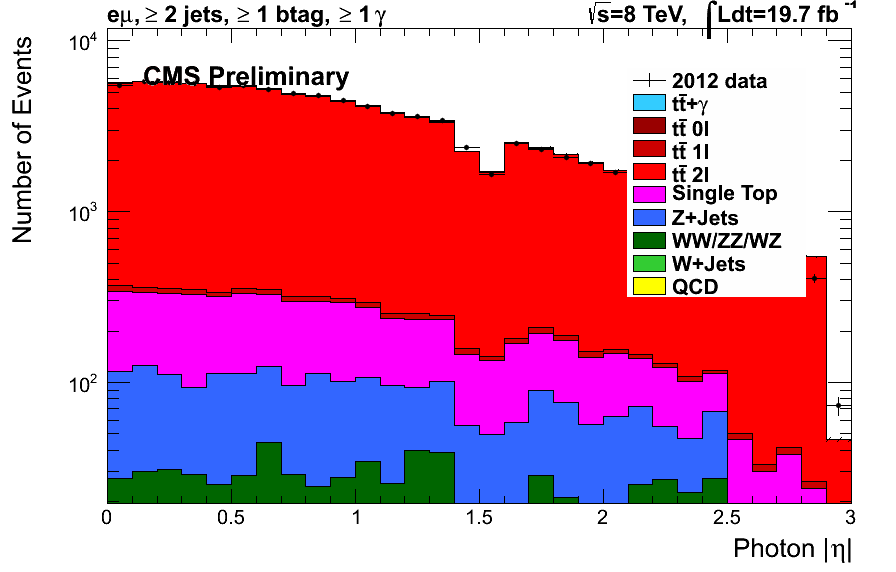 eμ, ≥ 2 jets, ≥ 1 btag, ≥ 1 γ
√s=8 TeV, ∫Ldt=19.7 fb⁻¹
CMS Preliminary
Number of Events
10⁴
10³
10²
2012 data
tt̄+γ
tt̄ 0l
tt̄ 1l
tt̄ 2l
Single Top
Z+Jets
WW/ZZ/WZ
W+Jets
QCD
0 0.5 1 1.5 2 2.5 3
Photon |η|